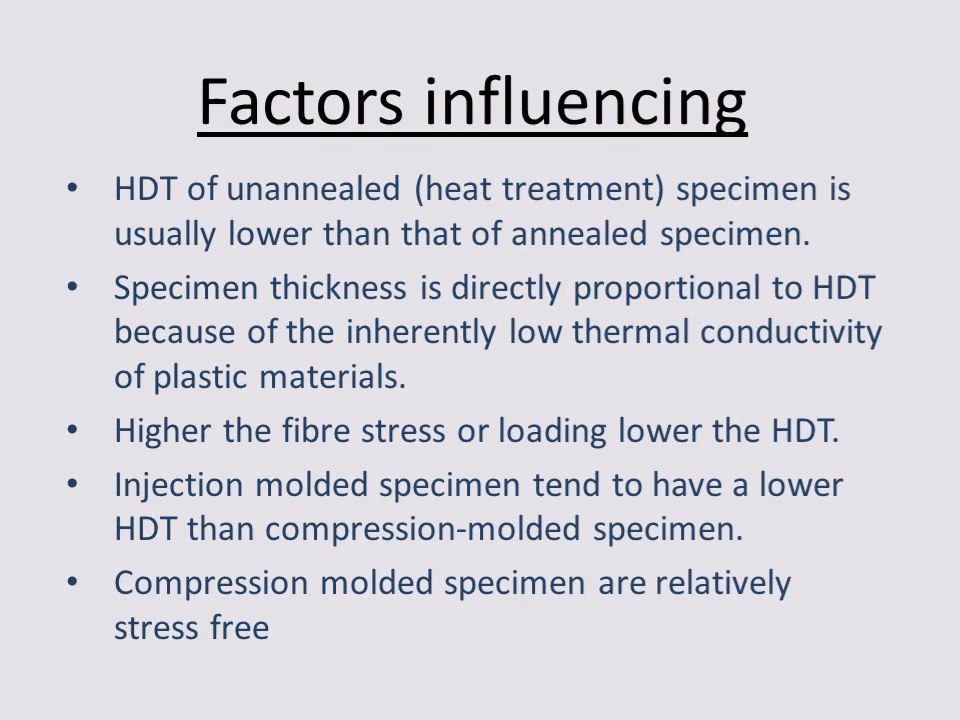 Factors influencing
• HDT of unannealed (heat treatment) specimen is
usually lower than that of annealed specimen.
• Specimen thickness is directly proportional to HDT
because of the inherently low thermal conductivity
of plastic materials.
• Higher the fibre stress or loading lower the HDT.
• Injection molded specimen tend to have a lower
HDT than compression-molded specimen.
• Compression molded specimen are relatively
stress free